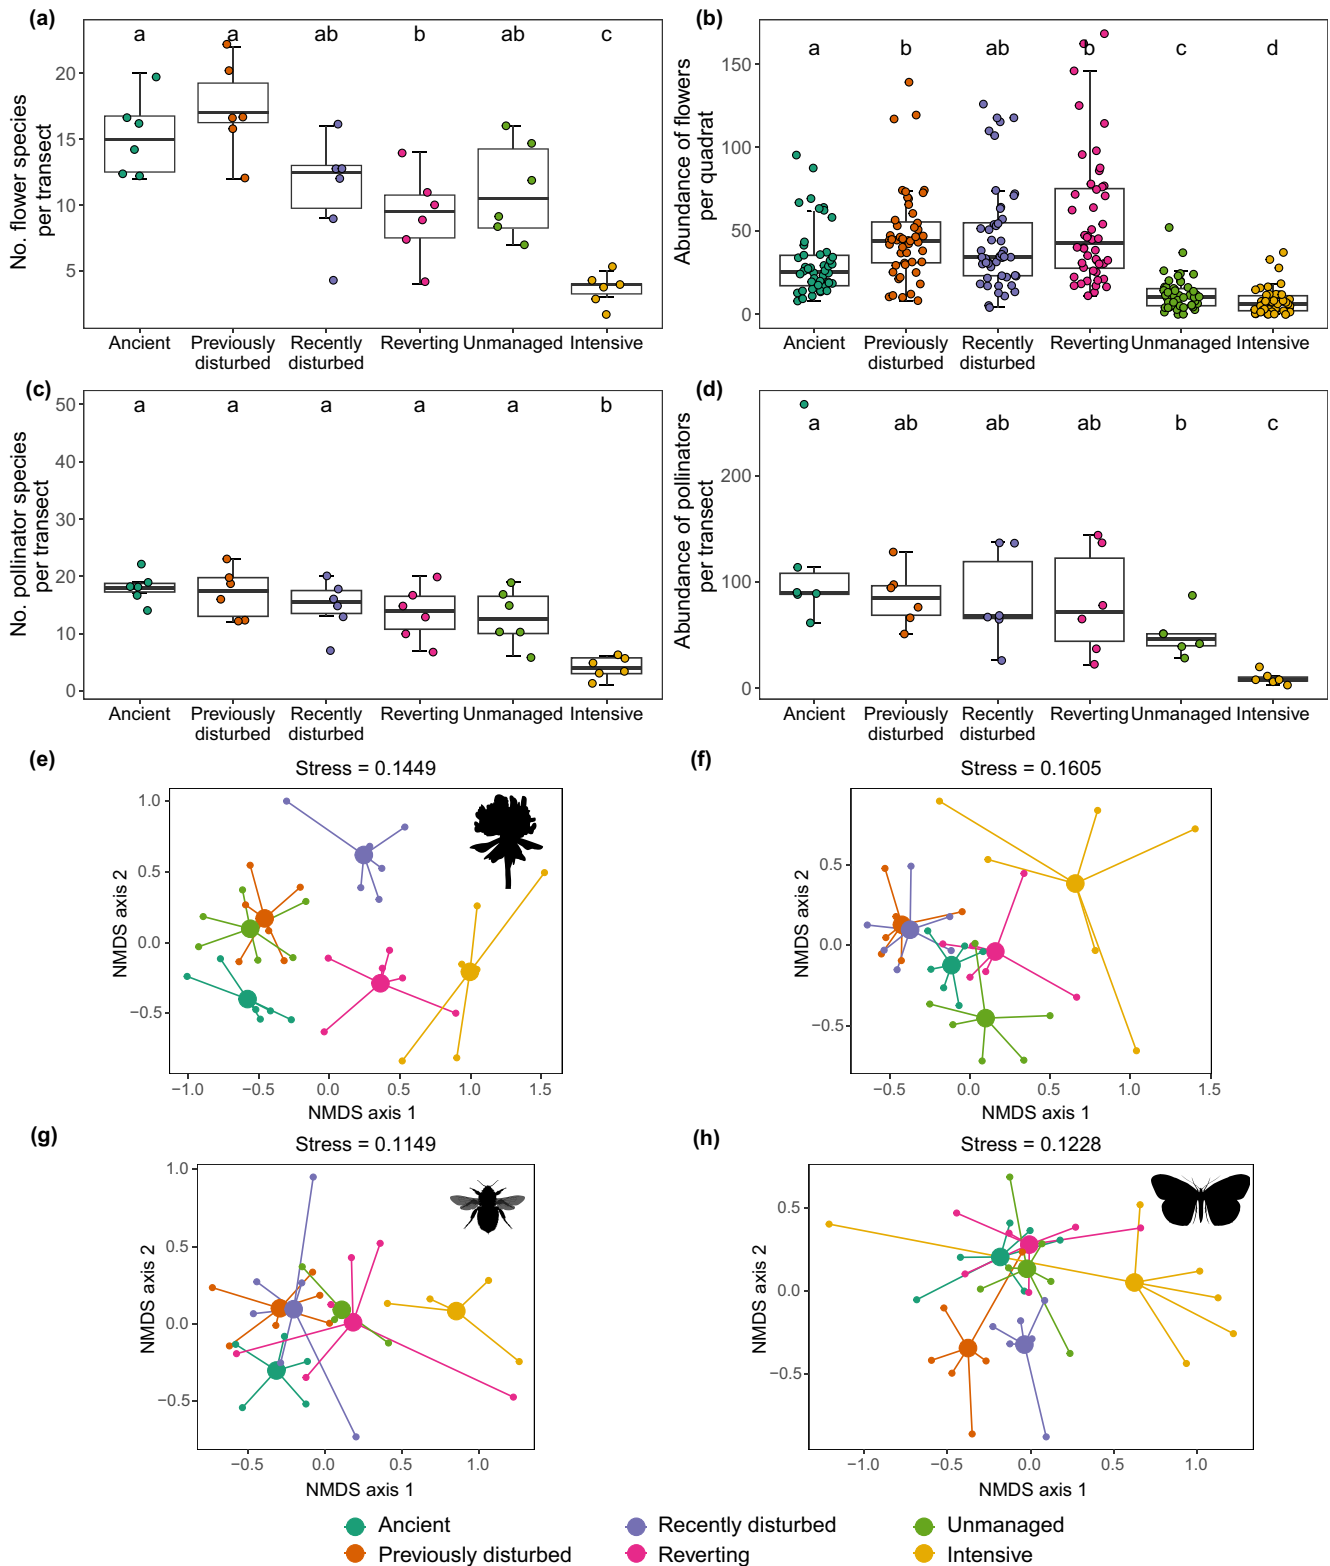 (a)
a a ab b ab c
No. flower species
per transect
20
15
10
5
Ancient Previously Recently Reverting Unmanaged Intensive
disturbed disturbed
(b)
a b ab b c d
Abundance of flowers
per quadrat
150
100
50
0
Ancient Previously Recently Reverting Unmanaged Intensive
disturbed disturbed
(c)
a a a a a b
No. pollinator species
per transect
50
40
30
20
10
0
Ancient Previously Recently Reverting Unmanaged Intensive
disturbed disturbed
(d)
a ab ab ab b c
Abundance of pollinators
per transect
200
100
0
Ancient Previously Recently Reverting Unmanaged Intensive
disturbed disturbed
(e)
Stress = 0.1449
NMDS axis 2
1.0
0.5
0.0
−0.5
−1.0 −0.5 0.0 0.5 1.0 1.5
NMDS axis 1
(f)
Stress = 0.1605
NMDS axis 2
0.5
0.0
−0.5
−0.5 0.0 0.5 1.0 1.5
NMDS axis 1
(g)
Stress = 0.1149
NMDS axis 2
1.0
0.5
0.0
−0.5
−0.5 0.0 0.5 1.0
NMDS axis 1
(h)
Stress = 0.1228
NMDS axis 2
0.5
0.0
−0.5
−1.0 −0.5 0.0 0.5 1.0
NMDS axis 1
Ancient Recently disturbed Unmanaged
Previously disturbed Reverting Intensive